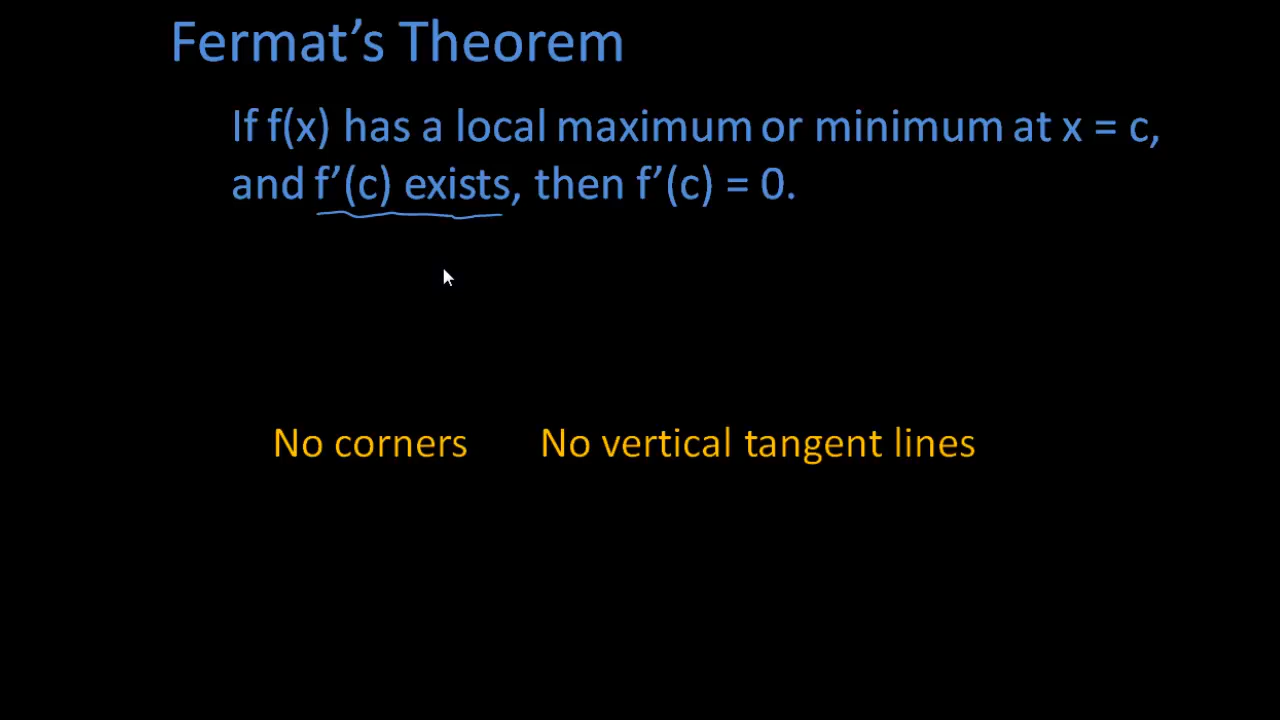 Fermat's Theorem
If f(x) has a local maximum or minimum at x = c,
and f’(c) exists, then f’(c) = 0.
No corners No vertical tangent lines